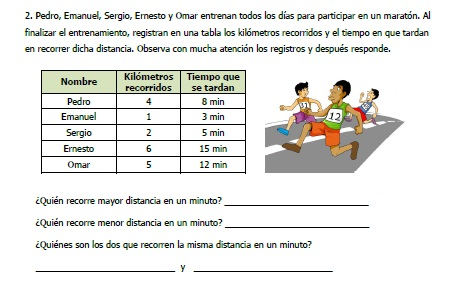 2. Pedro, Emanuel, Sergio, Ernesto y Omar entrenan todos los días para participar en un maratón. Al
finalizar el entrenamiento, registran en una tabla los kilómetros recorridos y el tiempo en que tardan
en recorrer dicha distancia. Observa con mucha atención los registros y después responde.
Nombre Kilómetros recorridos Tiempo que se tardan
Pedro 4 8 min
Emanuel 1 3 min
Sergio 2 5 min
Ernesto 6 15 min
Omar 5 12 min
11
12
¿Quién recorre mayor distancia en un minuto? ____________________
¿Quién recorre menor distancia en un minuto? ____________________
¿Quiénes son los dos que recorren la misma distancia en un minuto?
____________________ y ____________________